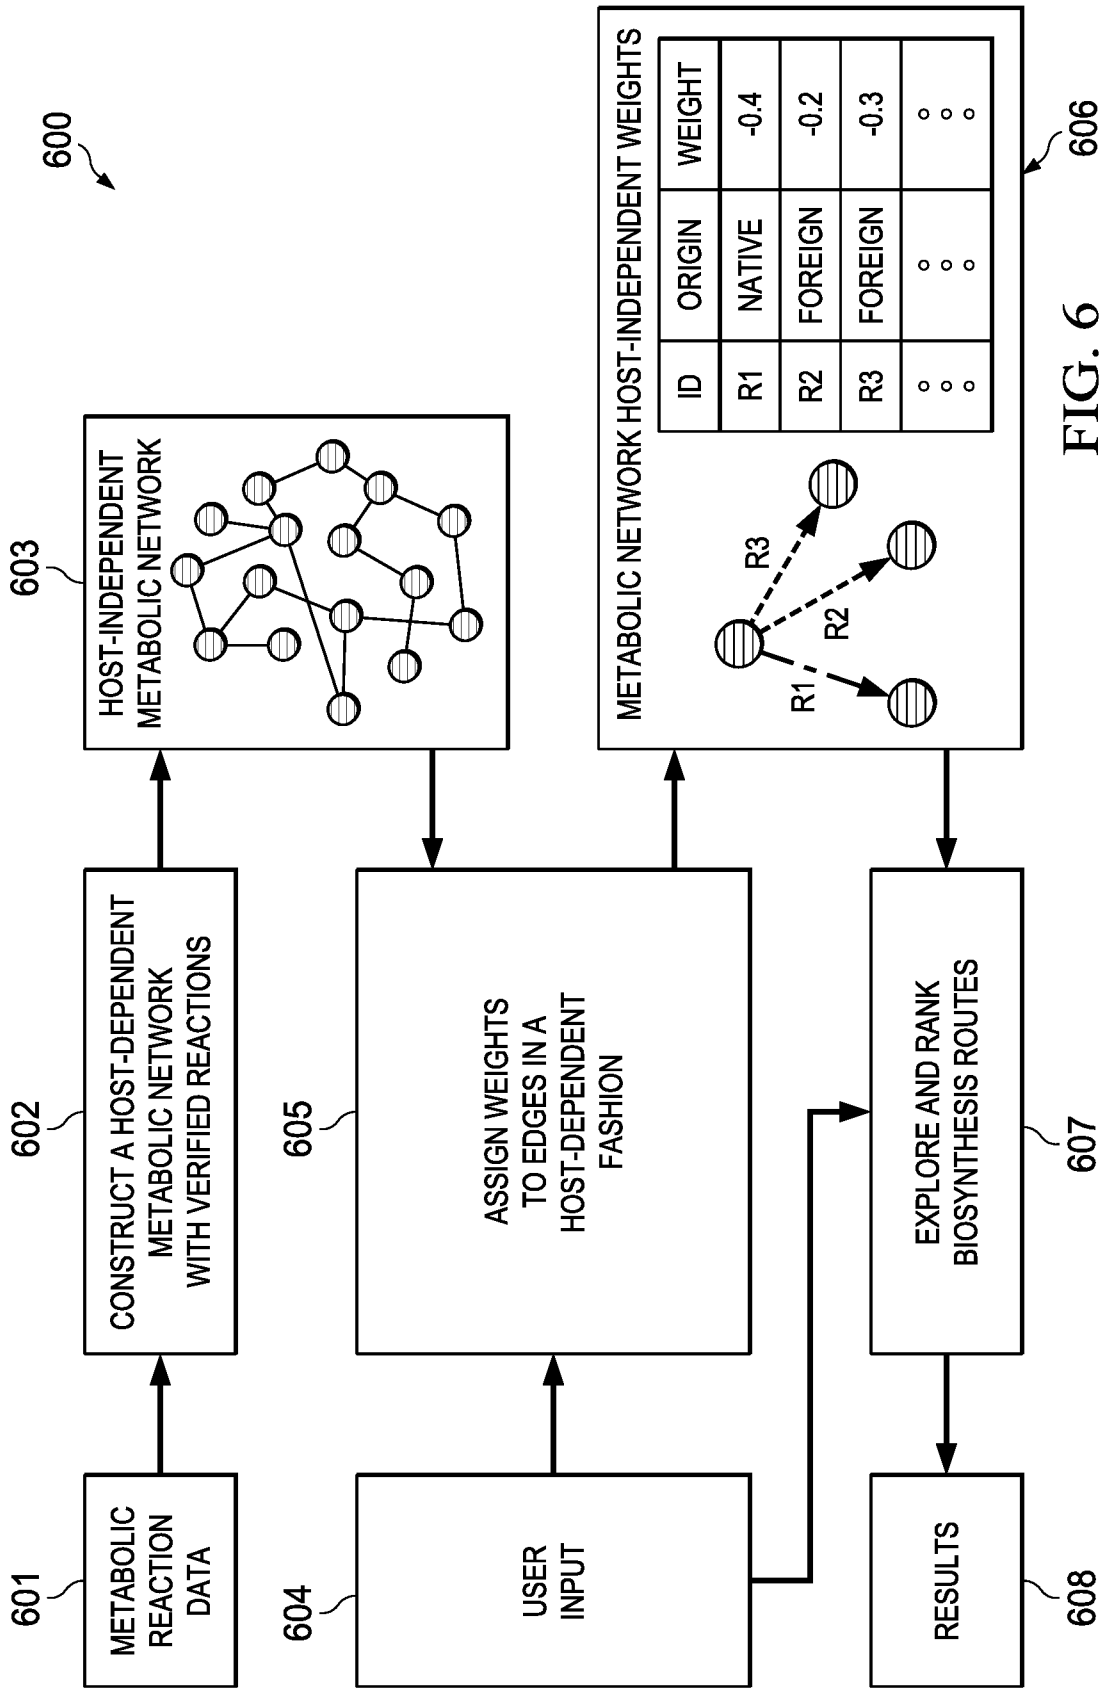 600
601
METABOLIC
REACTION
DATA
602
CONSTRUCT A HOST-DEPENDENT
METABOLIC NETWORK
WITH VERIFIED REACTIONS
603
HOST-INDEPENDENT
METABOLIC NETWORK
604
USER
INPUT
605
ASSIGN WEIGHTS
TO EDGES IN A
HOST-DEPENDENT
FASHION
METABOLIC NETWORK HOST-INDEPENDENT WEIGHTS
R1
R2
R3
ID ORIGIN WEIGHT
R1 NATIVE -0.4
R2 FOREIGN -0.2
R3 FOREIGN -0.3
606
EXPLORE AND RANK
BIOSYNTHESIS ROUTES
607
RESULTS
608
FIG. 6